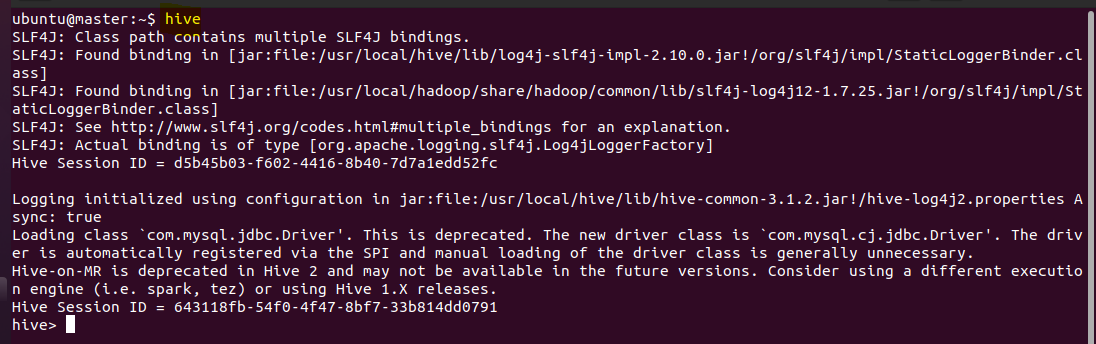 ubuntu@master:~$ hive
SLF4J: Class path contains multiple SLF4J bindings.
SLF4J: Found binding in [jar:file:/usr/local/hive/lib/log4j-slf4j-impl-2.10.0.jar!/org/slf4j/impl/StaticLoggerBinder.cl
ass]
SLF4J: Found binding in [jar:file:/usr/local/hadoop/share/hadoop/common/lib/slf4j-log4j12-1.7.25.jar!/org/slf4j/impl/St
aticLoggerBinder.class]
SLF4J: See http://www.slf4j.org/codes.html#multiple_bindings for an explanation.
SLF4J: Actual binding is of type [org.apache.logging.slf4j.Log4jLoggerFactory]
Hive Session ID = d5b45b03-f602-4416-8b40-7d7a1edd52fc
Logging initialized using configuration in jar:file:/usr/local/hive/lib/hive-common-3.1.2.jar!/hive-log4j2.properties A
sync: true
Loading class `com.mysql.jdbc.Driver'. This is deprecated. The new driver class is `com.mysql.cj.jdbc.Driver'. The driv
er is automatically registered via the SPI and manual loading of the driver class is generally unnecessary.
Hive-on-MR is deprecated in Hive 2 and may not be available in the future versions. Consider using a different executio
n engine (i.e. spark, tez) or using Hive 1.X releases.
Hive Session ID = 643118fb-54f0-4f47-8bf7-33b814dd0791
hive>